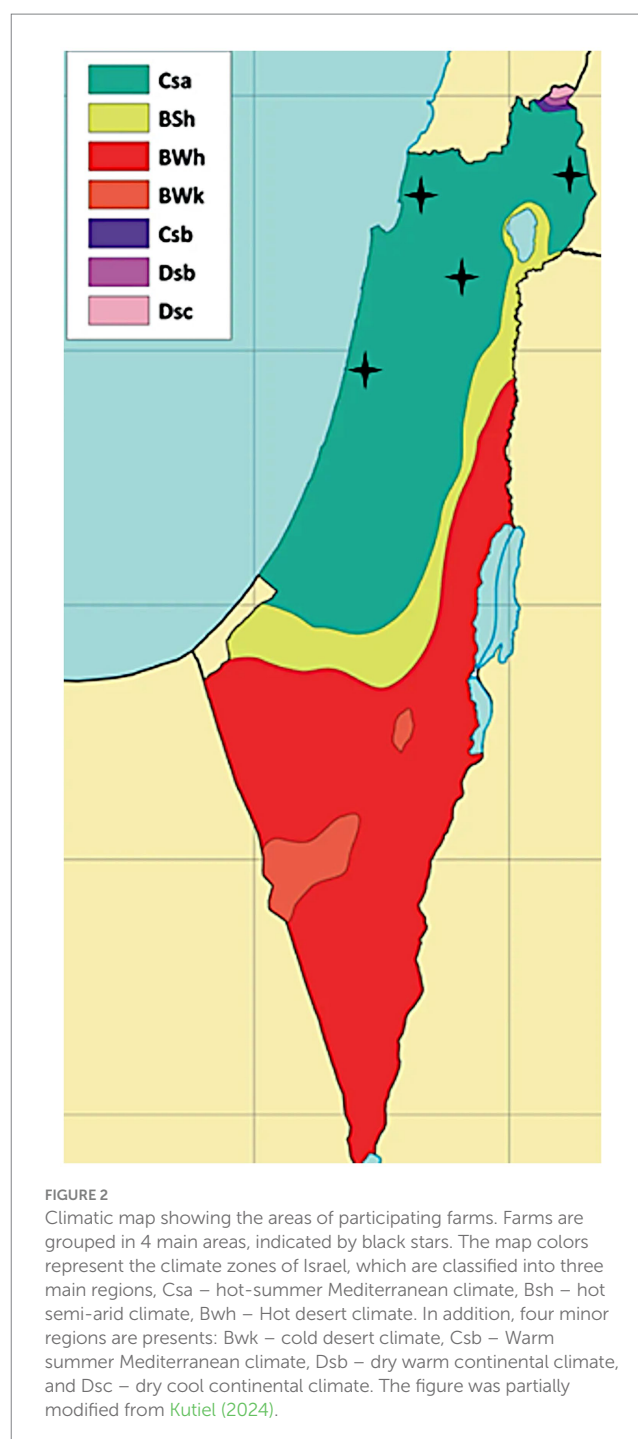 Csa
BSh
BWh
BWk
Csb
Dsb
Dsc
FIGURE 2
Climatic map showing the areas of participating farms. Farms are
grouped in 4 main areas, indicated by black stars. The map colors
represent the climate zones of Israel, which are classified into three
main regions, Csa – hot-summer Mediterranean climate, Bsh – hot
semi-arid climate, Bwh – Hot desert climate. In addition, four minor
regions are presents: Bwk – cold desert climate, Csb – Warm
summer Mediterranean climate, Dsb – dry warm continental climate,
and Dsc – dry cool continental climate. The figure was partially
modified from Kutiel (2024).